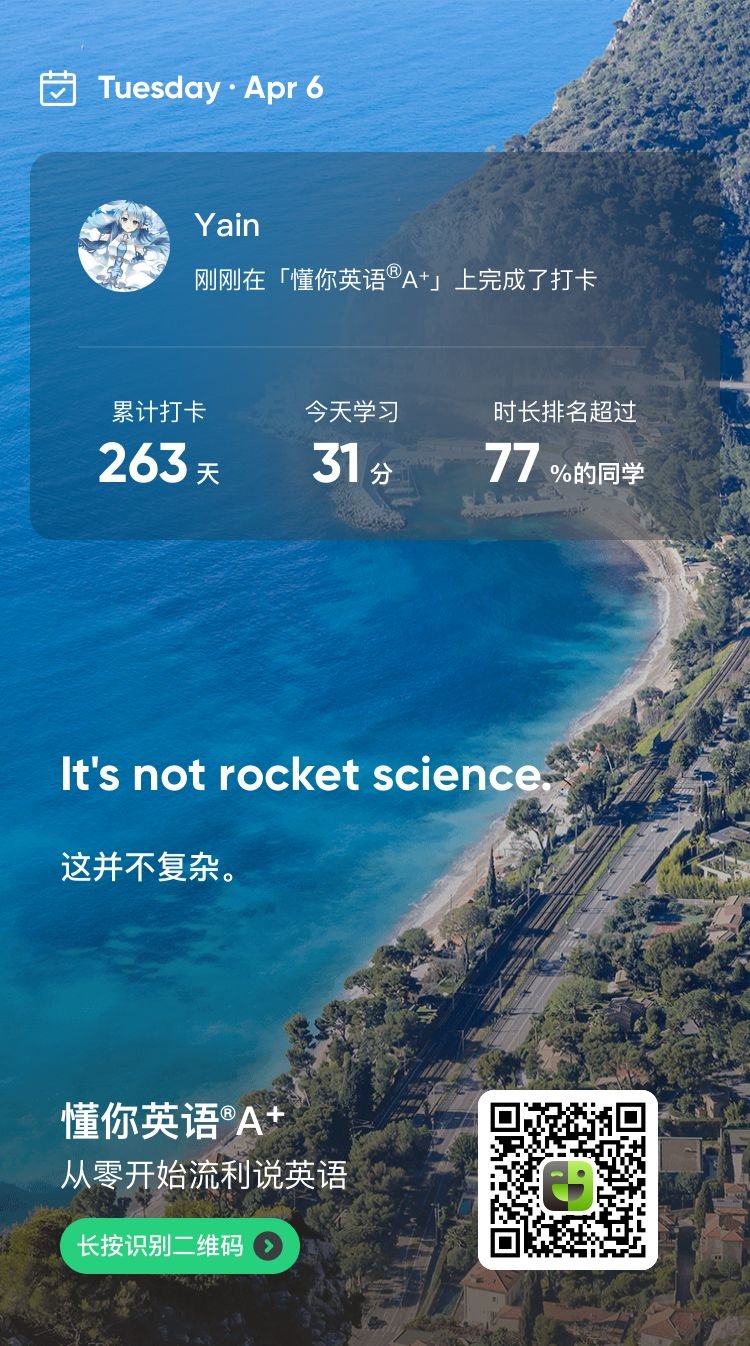 Tuesday · Apr 6
Yain
刚刚在「懂你英语®A⁺」上完成了打卡
累计打卡 今天学习 时长排名超过
263 天 31 分 77 %的同学
It's not rocket science.
这并不复杂。
懂你英语®A⁺
从零开始流利说英语
长按识别二维码